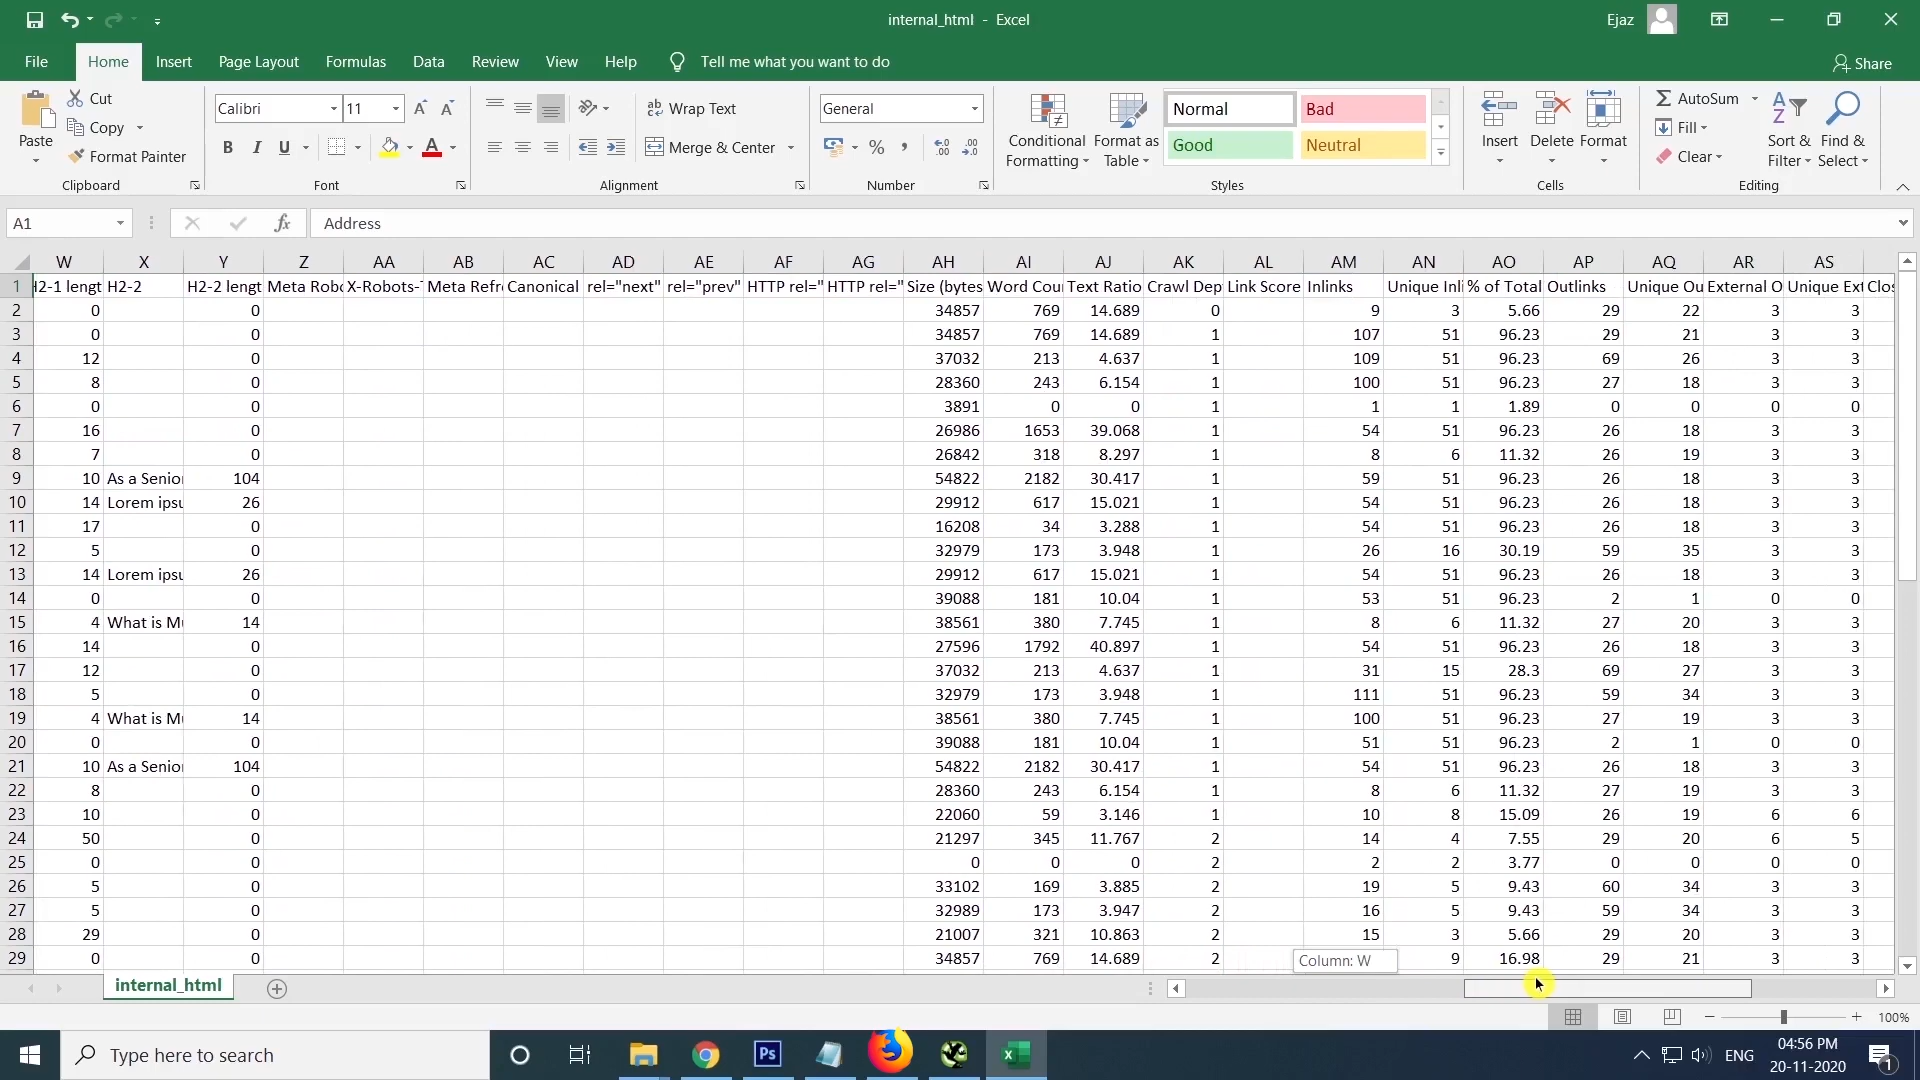 internal_html - Excel
Ejaz
File Home Insert Page Layout Formulas Data Review View Help Tell me what you want to do Share
Paste Cut Copy Format Painter Clipboard
Calibri 11 B I U Font
Wrap Text Merge & Center Alignment
General % Number
Conditional Formatting Format as Table Normal Bad Good Neutral Styles
Insert Delete Format Cells
AutoSum Fill Clear Sort & Filter Find & Select Editing
A1 fx Address
W X Y Z AA AB AC AD AE AF AG AH AI AJ AK AL AM AN AO AP AQ AR AS
1 H2-1 lengt H2-2 H2-2 lengt Meta Robo X-Robots-T Meta Refr Canonical rel="next" rel="prev" HTTP rel=" HTTP rel=" Size (bytes Word Cour Text Ratio Crawl Dep Link Score Inlinks Unique Inli % of Total Outlinks Unique Ou External O Unique Ext Clos
2 0 0 34857 769 14.689 0 9 3 5.66 29 22 3 3
3 0 0 34857 769 14.689 1 107 51 96.23 29 21 3 3
4 12 0 37032 213 4.637 1 109 51 96.23 69 26 3 3
5 8 0 28360 243 6.154 1 100 51 96.23 27 18 3 3
6 0 0 3891 0 0 1 1 1 1.89 0 0 0 0
7 16 0 26986 1653 39.068 1 54 51 96.23 26 18 3 3
8 7 0 26842 318 8.297 1 8 6 11.32 26 19 3 3
9 10 As a Senior 104 54822 2182 30.417 1 59 51 96.23 26 18 3 3
10 14 Lorem ipsu 26 29912 617 15.021 1 54 51 96.23 26 18 3 3
11 17 0 16208 34 3.288 1 54 51 96.23 26 18 3 3
12 5 0 32979 173 3.948 1 26 16 30.19 59 35 3 3
13 14 Lorem ipsu 26 29912 617 15.021 1 54 51 96.23 26 18 3 3
14 0 0 39088 181 10.04 1 53 51 96.23 2 1 0 0
15 4 What is Mu 14 38561 380 7.745 1 8 6 11.32 27 20 3 3
16 14 0 27596 1792 40.897 1 54 51 96.23 26 18 3 3
17 12 0 37032 213 4.637 1 31 15 28.3 69 27 3 3
18 5 0 32979 173 3.948 1 111 51 96.23 59 34 3 3
19 4 What is Mu 14 38561 380 7.745 1 100 51 96.23 27 19 3 3
20 0 0 39088 181 10.04 1 51 51 96.23 2 1 0 0
21 10 As a Senior 104 54822 2182 30.417 1 54 51 96.23 26 18 3 3
22 8 0 28360 243 6.154 1 8 6 11.32 27 19 3 3
23 10 0 22060 59 3.146 1 10 8 15.09 26 19 6 6
24 50 0 21297 345 11.767 2 14 4 7.55 29 20 6 5
25 0 0 0 0 0 2 2 2 3.77 0 0 0 0
26 5 0 33102 169 3.885 2 19 5 9.43 60 34 3 3
27 5 0 32989 173 3.947 2 16 5 9.43 59 34 3 3
28 29 0 21007 321 10.863 2 15 3 5.66 29 20 3 3
29 0 0 34857 769 14.689 2 9 16.98 29 21 3 3
Column: W
internal_html
100%
Type here to search
Ps
ENG
04:56 PM
20-11-2020
1